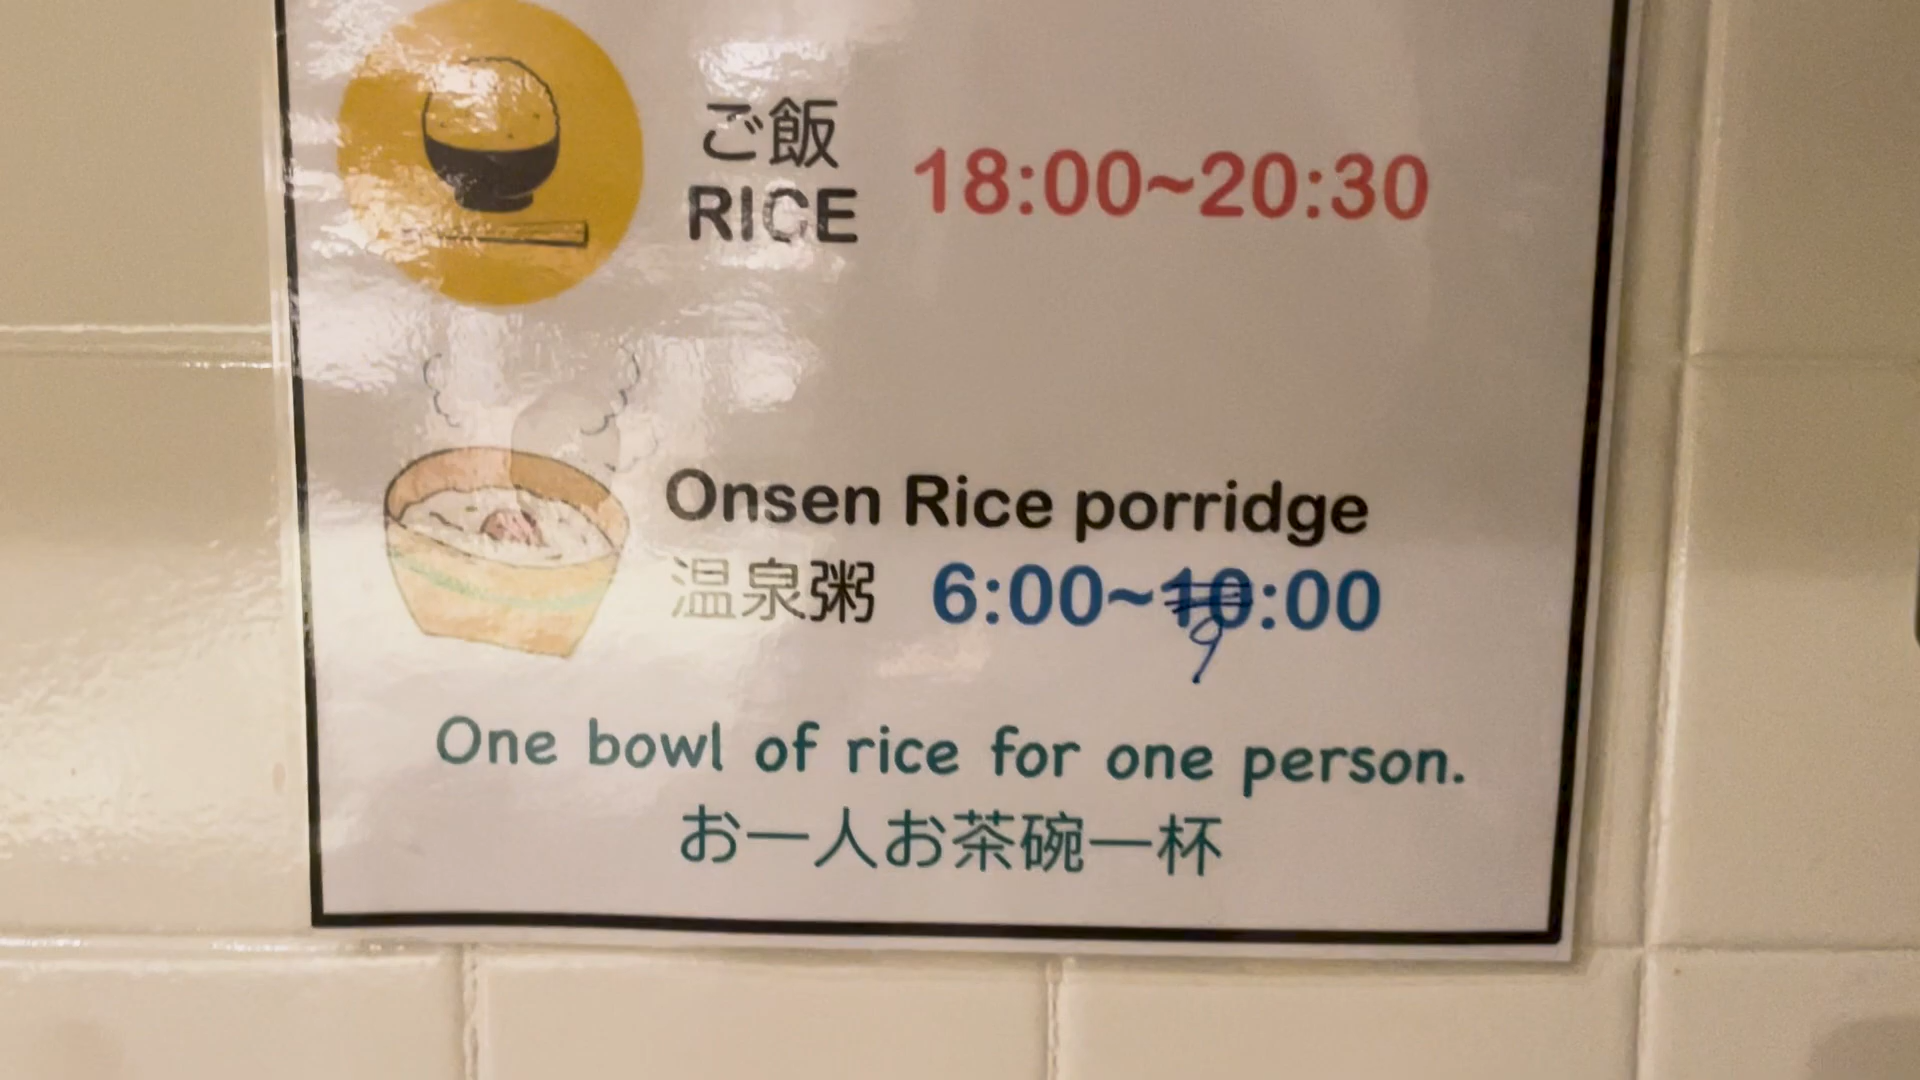 ご飯
RICE
18:00~20:30
Onsen Rice porridge
温泉粥 6:00~10:00
9
One bowl of rice for one person.
お一人お茶碗一杯